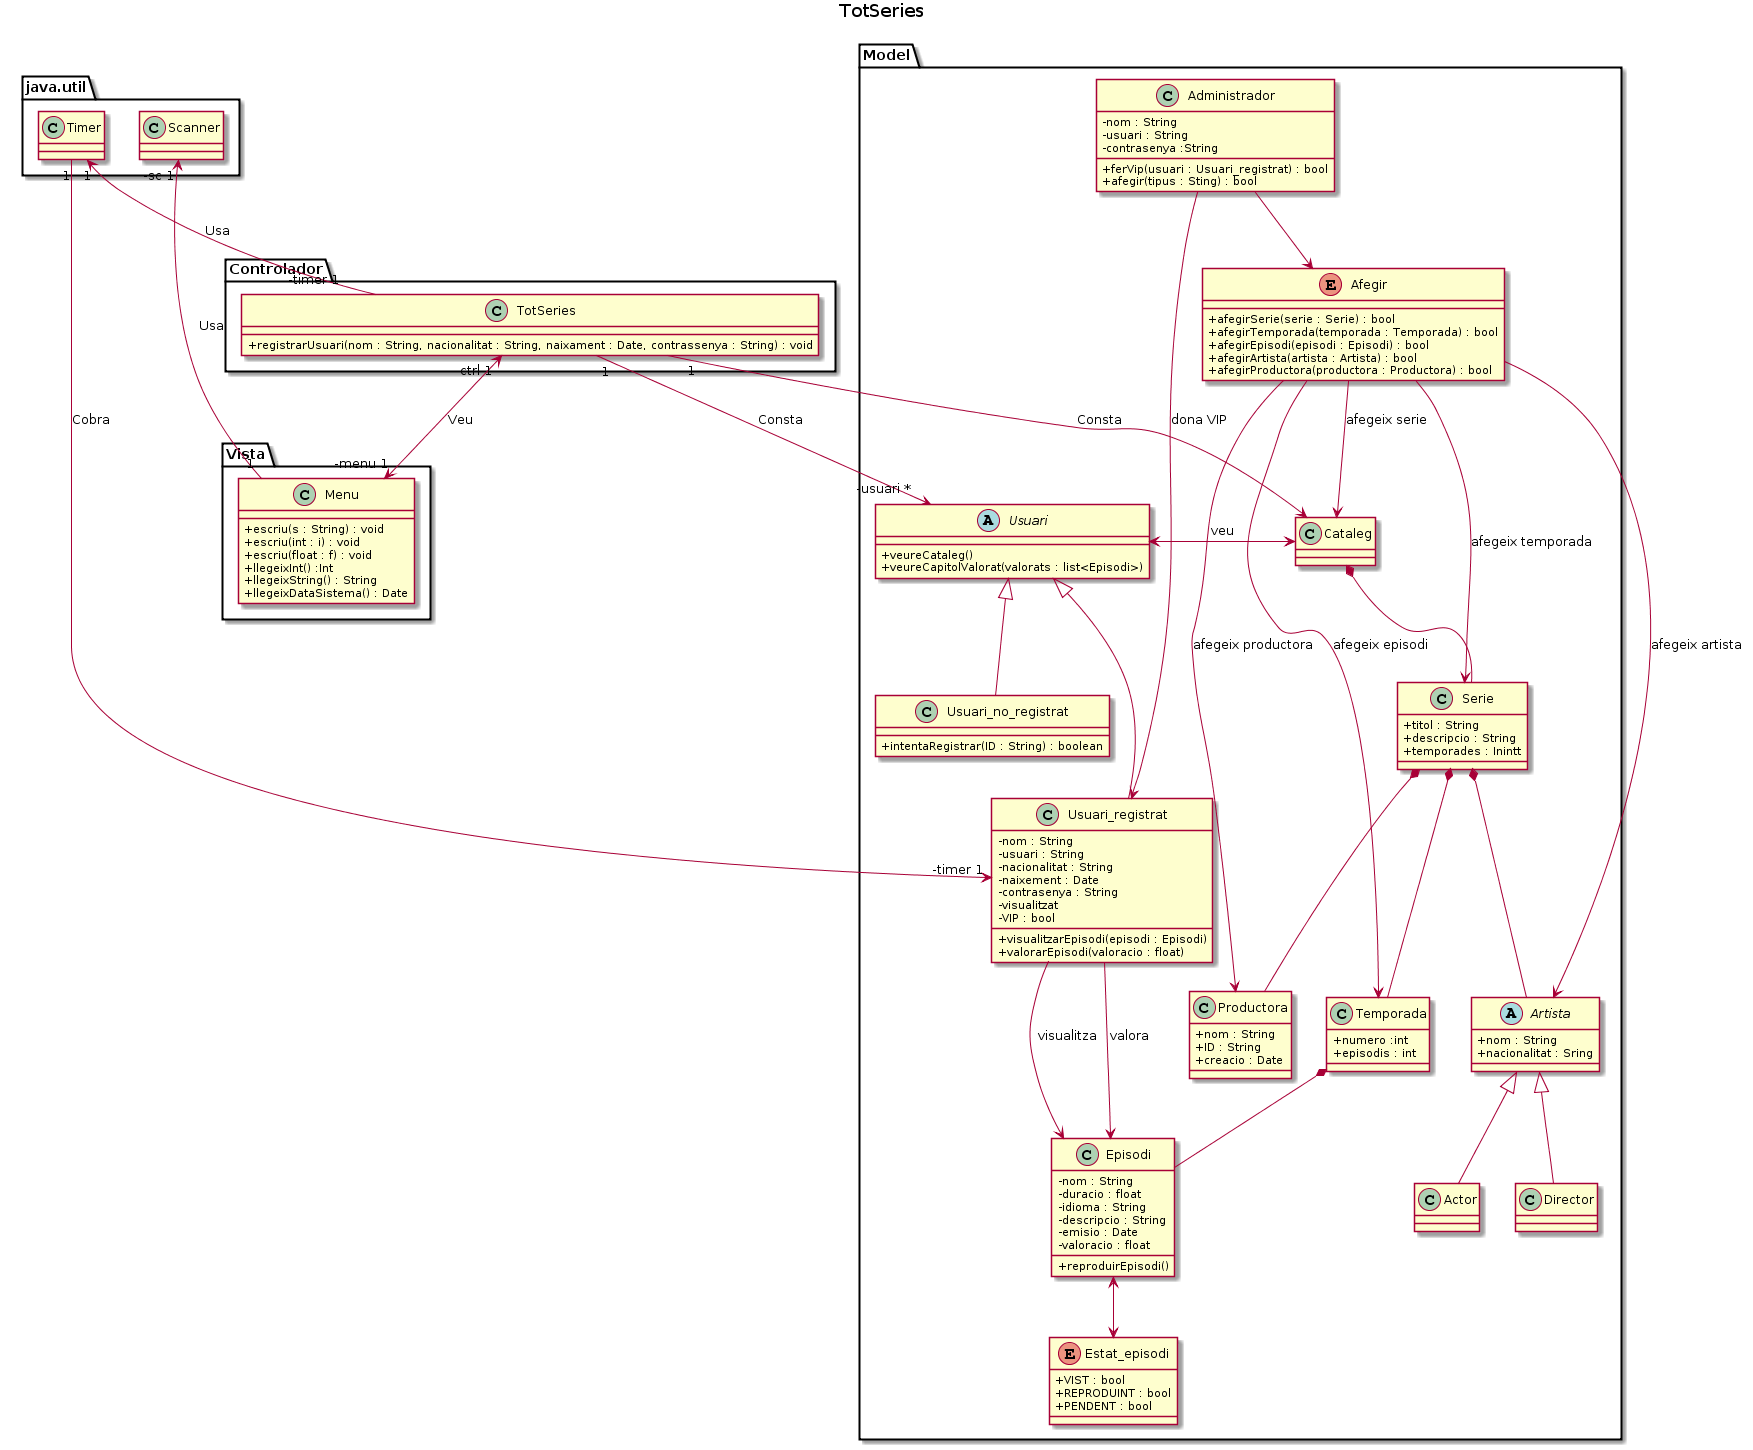 TotSeries
Model
java.util
C Timer
C Scanner
C Administrador
-nom : String
-usuari : String
-contrasenya :String
+ferVip(usuari : Usuari_registrat) : bool
+afegir(tipus : Sting) : bool
1
1
-sc 1
Usa
Controlador
-timer 1
C TotSeries
+registrarUsuari(nom : String, nacionalitat : String, naixament : Date, contrassenya : String) : void
E Afegir
+afegirSerie(serie : Serie) : bool
+afegirTemporada(temporada : Temporada) : bool
+afegirEpisodi(episodi : Episodi) : bool
+afegirArtista(artista : Artista) : bool
+afegirProductora(productora : Productora) : bool
Usa
ctrl 1
1
1
Cobra
Veu
Consta
Consta
dona VIP
afegeix serie
Vista
1
-menu 1
C Menu
+escriu(s : String) : void
+escriu(int : i) : void
+escriu(float : f) : void
+llegeixInt() :Int
+llegeixString() : String
+llegeixDataSistema() : Date
-usuari *
A Usuari
+veureCataleg()
+veureCapitolValorat(valorats : list<Episodi>)
veu
C Cataleg
afegeix temporada
afegeix productora
afegeix episodi
afegeix artista
C Usuari_no_registrat
+intentaRegistrar(ID : String) : boolean
C Serie
+titol : String
+descripcio : String
+temporades : Inintt
-timer 1
C Usuari_registrat
-nom : String
-usuari : String
-nacionalitat : String
-naixement : Date
-contrasenya : String
-visualitzat
-VIP : bool
+visualitzarEpisodi(episodi : Episodi)
+valorarEpisodi(valoracio : float)
visualitza
valora
C Productora
+nom : String
+ID : String
+creacio : Date
C Temporada
+numero :int
+episodis : int
A Artista
+nom : String
+nacionalitat : Sring
C Episodi
-nom : String
-duracio : float
-idioma : String
-descripcio : String
-emisio : Date
-valoracio : float
+reproduirEpisodi()
C Actor
C Director
E Estat_episodi
+VIST : bool
+REPRODUINT : bool
+PENDENT : bool